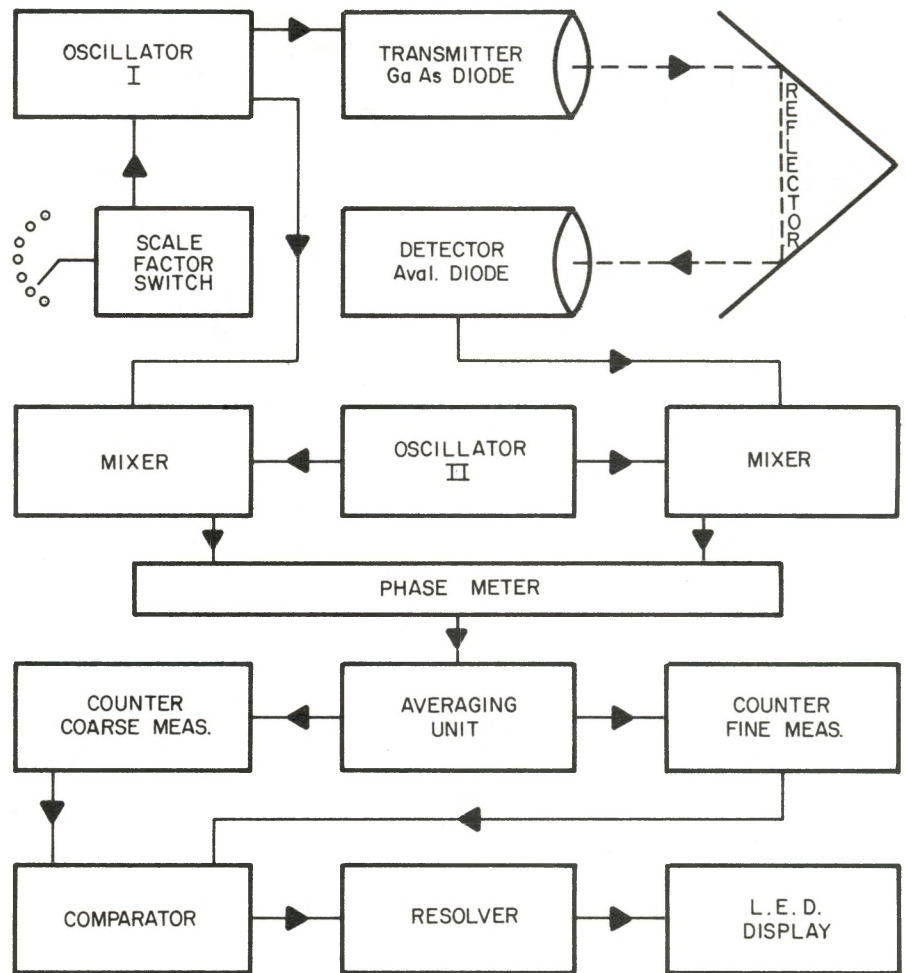 OSCILLATOR
I
TRANSMITTER
Ga As DIODE
REFLECTOR
SCALE
FACTOR
SWITCH
DETECTOR
Aval. DIODE
MIXER
OSCILLATOR
II
MIXER
PHASE METER
COUNTER
COARSE MEAS.
AVERAGING
UNIT
COUNTER
FINE MEAS.
COMPARATOR
RESOLVER
L.E.D.
DISPLAY